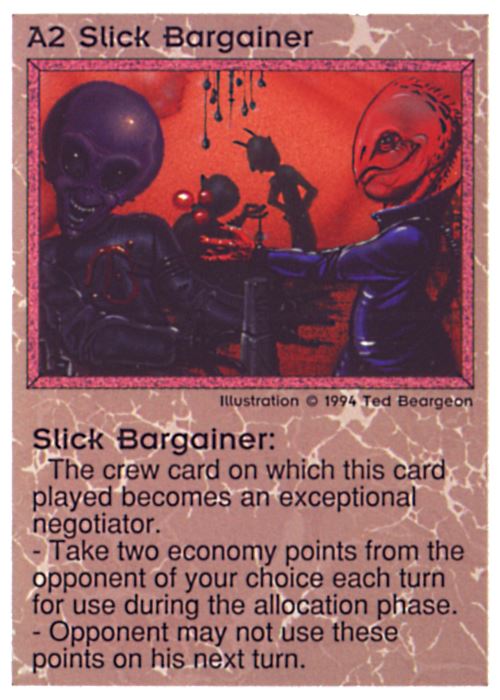 A2 Slick Bargainer
Illustration © 1994 Ted Beargeon
Slick Bargainer:
The crew card on which this card
played becomes an exceptional
negotiator.
- Take two economy points from the
opponent of your choice each turn
for use during the allocation phase.
- Opponent may not use these
points on his next turn.